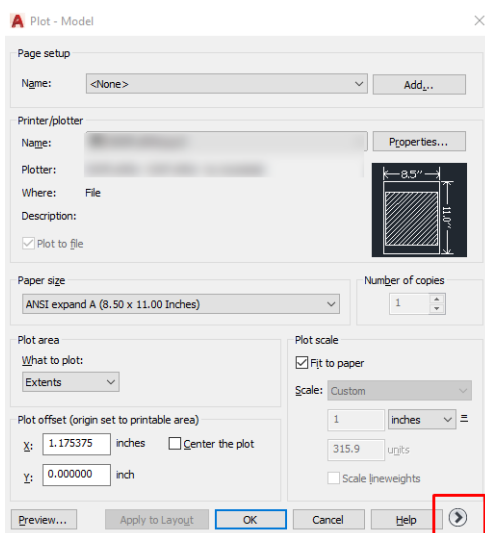 Plot - Model
Page setup
Name: <None> Add...
Printer/plotter
Name: Properties...
Plotter:
Where: File
Description:
Plot to file
8.5''
11.0''
Paper size
ANSI expand A (8.50 x 11.00 Inches)
Number of copies
1
Plot area
What to plot:
Extents
Plot offset (origin set to printable area)
X: 1.175375 inches Center the plot
Y: 0.000000 inch
Plot scale
Fit to paper
Scale: Custom
1 inches =
315.9 units
Scale lineweights
Preview... Apply to Layout OK Cancel Help